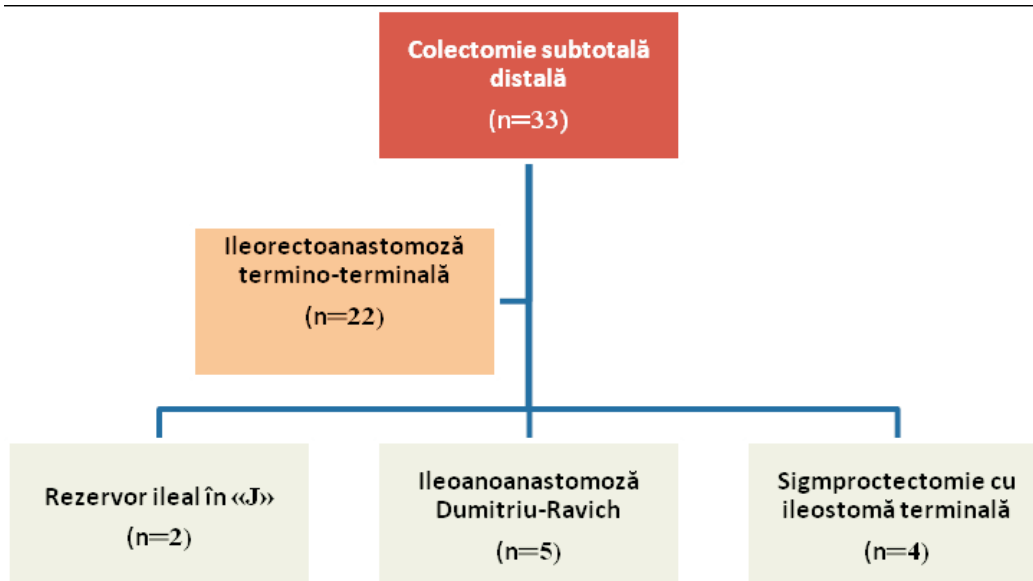 Colectomie subtotală
distală
(n=33)
Ileorectoanastomoză
termino-terminală
(n=22)
Rezervor ileal în «J»
(n=2)
Ileoanoanastomoză
Dumitriu-Ravich
(n=5)
Sigmproctectomie cu
ileostomă terminală
(n=4)